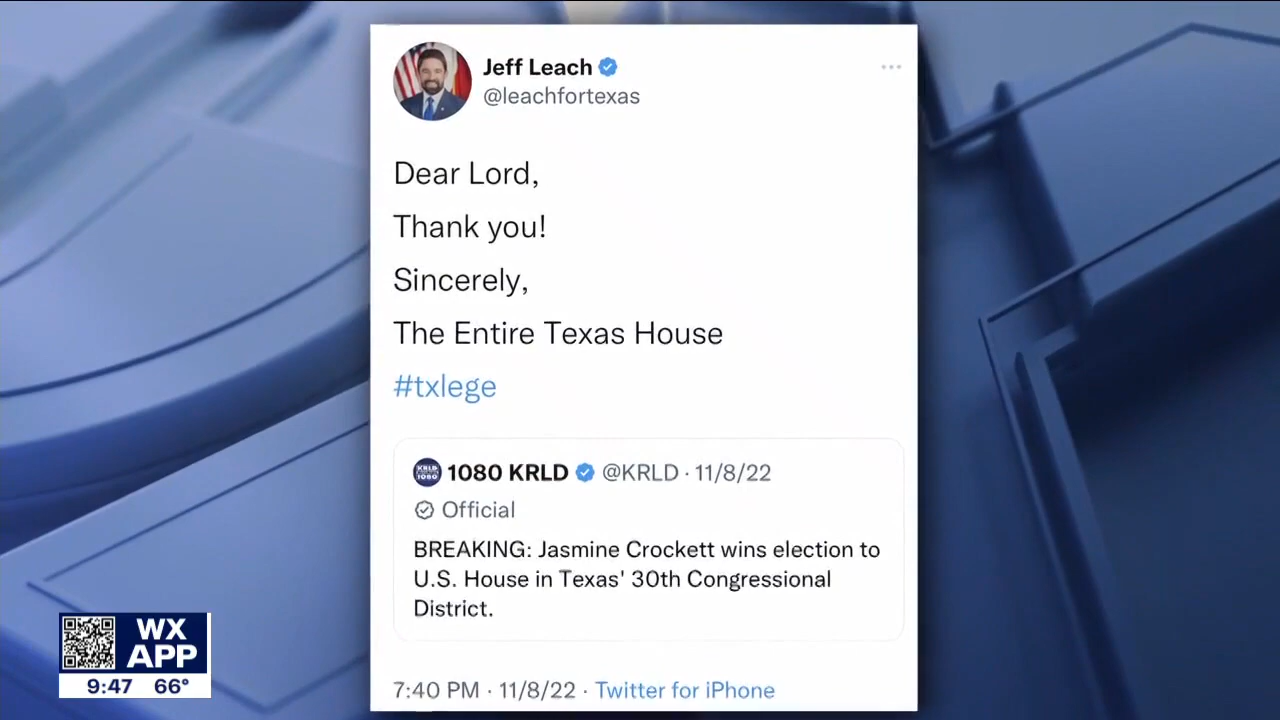 Jeff Leach
@leachfortexas
Dear Lord,
Thank you!
Sincerely,
The Entire Texas House
#txlege
KRLD 1080
1080 KRLD @KRLD · 11/8/22
Official
BREAKING: Jasmine Crockett wins election to
U.S. House in Texas' 30th Congressional
District.
7:40 PM · 11/8/22 · Twitter for iPhone
WX
APP
9:47 66°